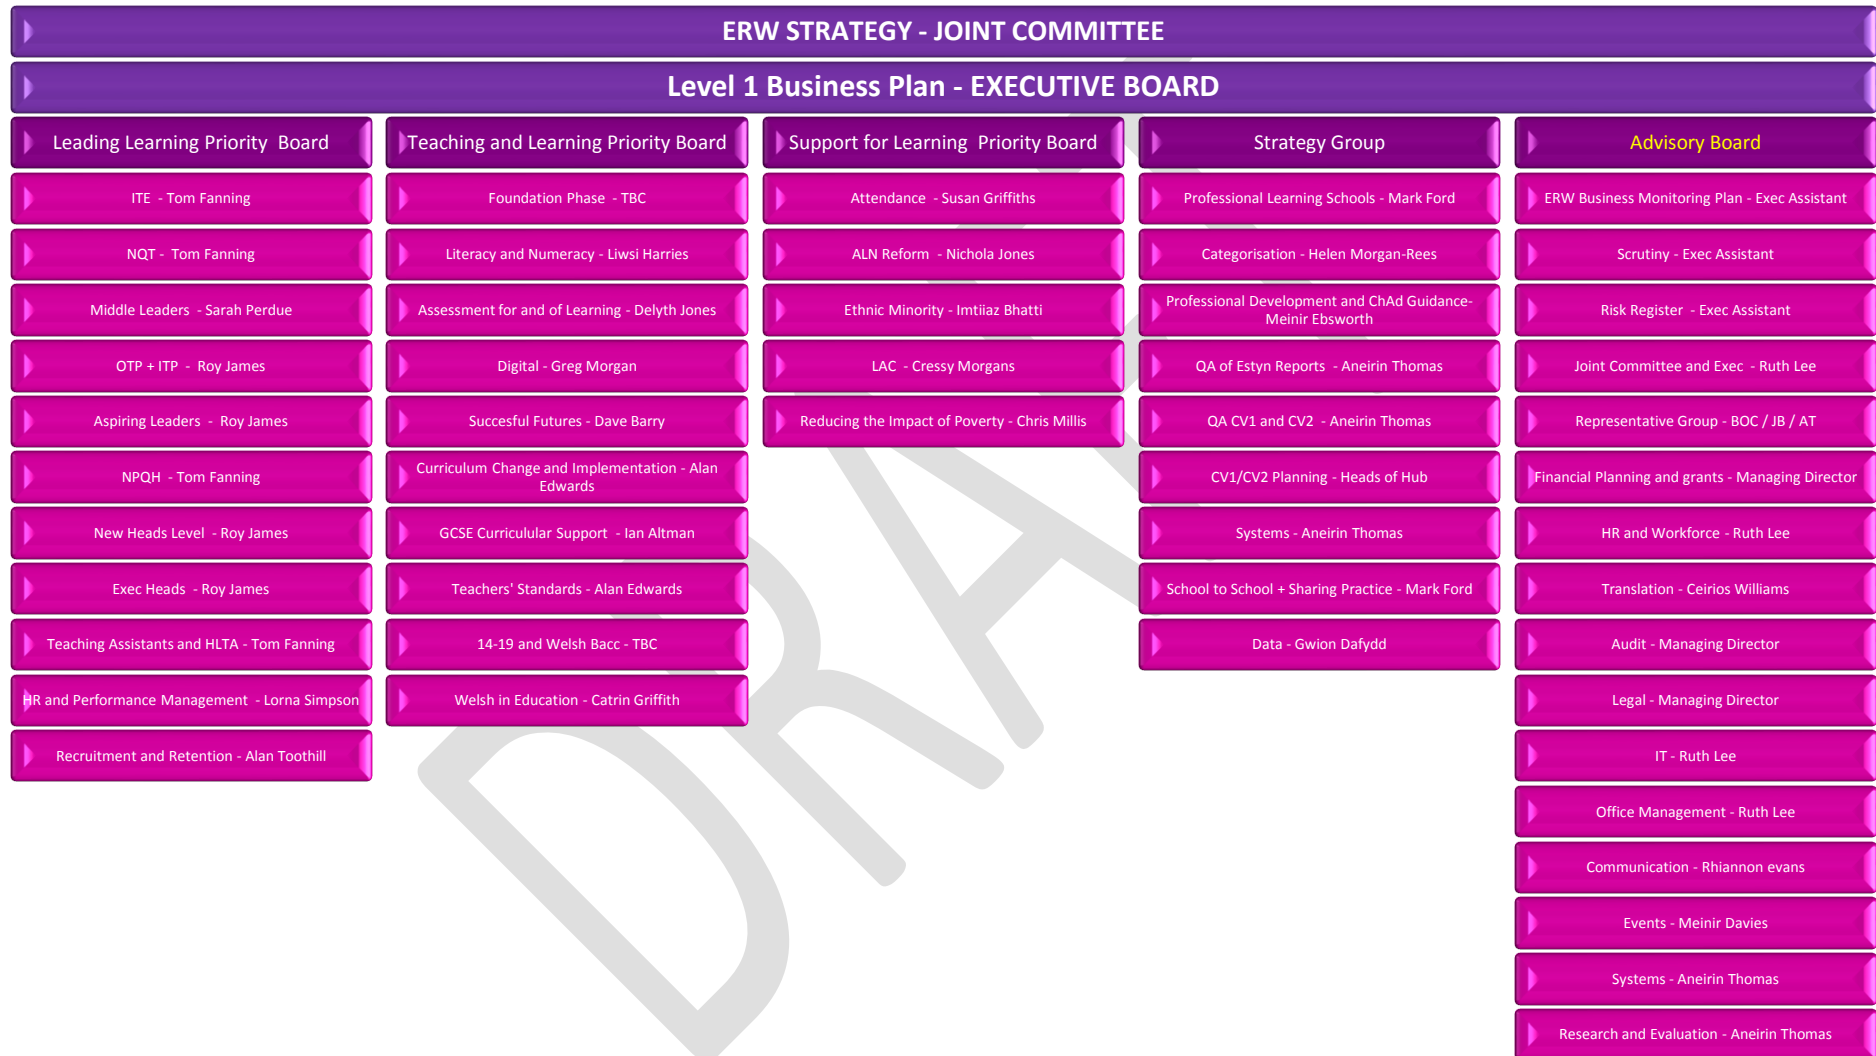 ERW STRATEGY - JOINT COMMITTEE
Level 1 Business Plan - EXECUTIVE BOARD
Leading Learning Priority Board
ITE - Tom Fanning
NQT - Tom Fanning
Middle Leaders - Sarah Perdue
OTP + ITP - Roy James
Aspiring Leaders - Roy James
NPQH - Tom Fanning
New Heads Level - Roy James
Exec Heads - Roy James
Teaching Assistants and HLTA - Tom Fanning
HR and Performance Management - Lorna Simpson
Recruitment and Retention - Alan Toothill
Teaching and Learning Priority Board
Foundation Phase - TBC
Literacy and Numeracy - Liwsi Harries
Assessment for and of Learning - Delyth Jones
Digital - Greg Morgan
Succesful Futures - Dave Barry
Curriculum Change and Implementation - Alan
Edwards
GCSE Curriculular Support - Ian Altman
Teachers' Standards - Alan Edwards
14-19 and Welsh Bacc - TBC
Welsh in Education - Catrin Griffith
Support for Learning Priority Board
Attendance - Susan Griffiths
ALN Reform - Nichola Jones
Ethnic Minority - Imtiiaz Bhatti
LAC - Cressy Morgans
Reducing the Impact of Poverty - Chris Millis
Strategy Group
Professional Learning Schools - Mark Ford
Categorisation - Helen Morgan-Rees
Professional Development and ChAd Guidance-
Meinir Ebsworth
QA of Estyn Reports - Aneirin Thomas
QA CV1 and CV2 - Aneirin Thomas
CV1/CV2 Planning - Heads of Hub
Systems - Aneirin Thomas
School to School + Sharing Practice - Mark Ford
Data - Gwion Dafydd
Advisory Board
ERW Business Monitoring Plan - Exec Assistant
Scrutiny - Exec Assistant
Risk Register - Exec Assistant
Joint Committee and Exec - Ruth Lee
Representative Group - BOC / JB / AT
Financial Planning and grants - Managing Director
HR and Workforce - Ruth Lee
Translation - Ceirios Williams
Audit - Managing Director
Legal - Managing Director
IT - Ruth Lee
Office Management - Ruth Lee
Communication - Rhiannon evans
Events - Meinir Davies
Systems - Aneirin Thomas
Research and Evaluation - Aneirin Thomas
DRAFT